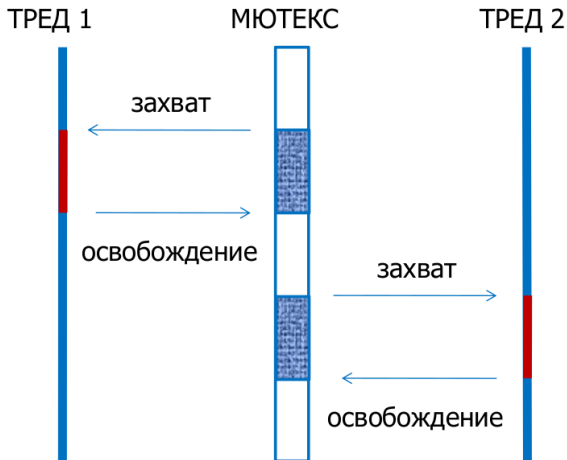 ТРЕД 1 МЮТЕКС ТРЕД 2
захват
освобождение
захват
освобождение